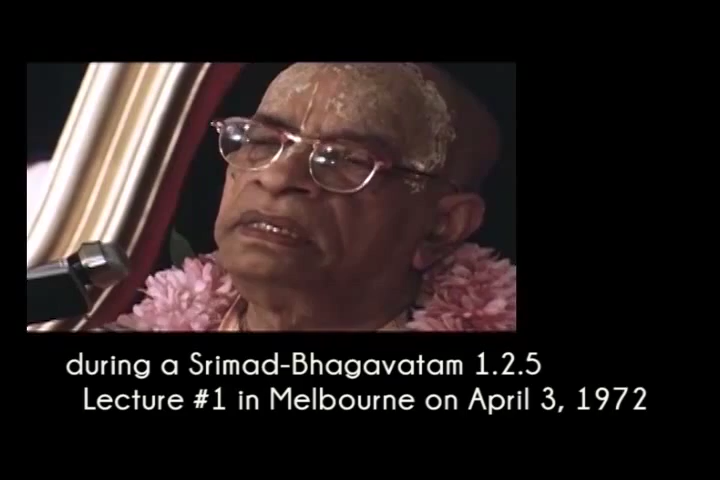 during a Srimad-Bhagavatam 1.2.5
Lecture #1 in Melbourne on April 3, 1972